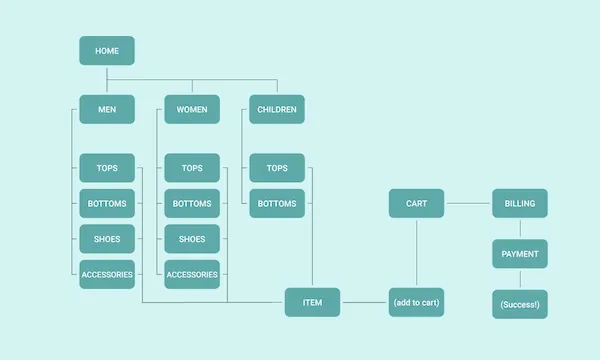 HOME
MEN
WOMEN
CHILDREN
TOPS
TOPS
TOPS
BOTTOMS
BOTTOMS
BOTTOMS
CART
BILLING
SHOES
SHOES
PAYMENT
ACCESSORIES
ACCESSORIES
ITEM
(add to cart)
(Success!)